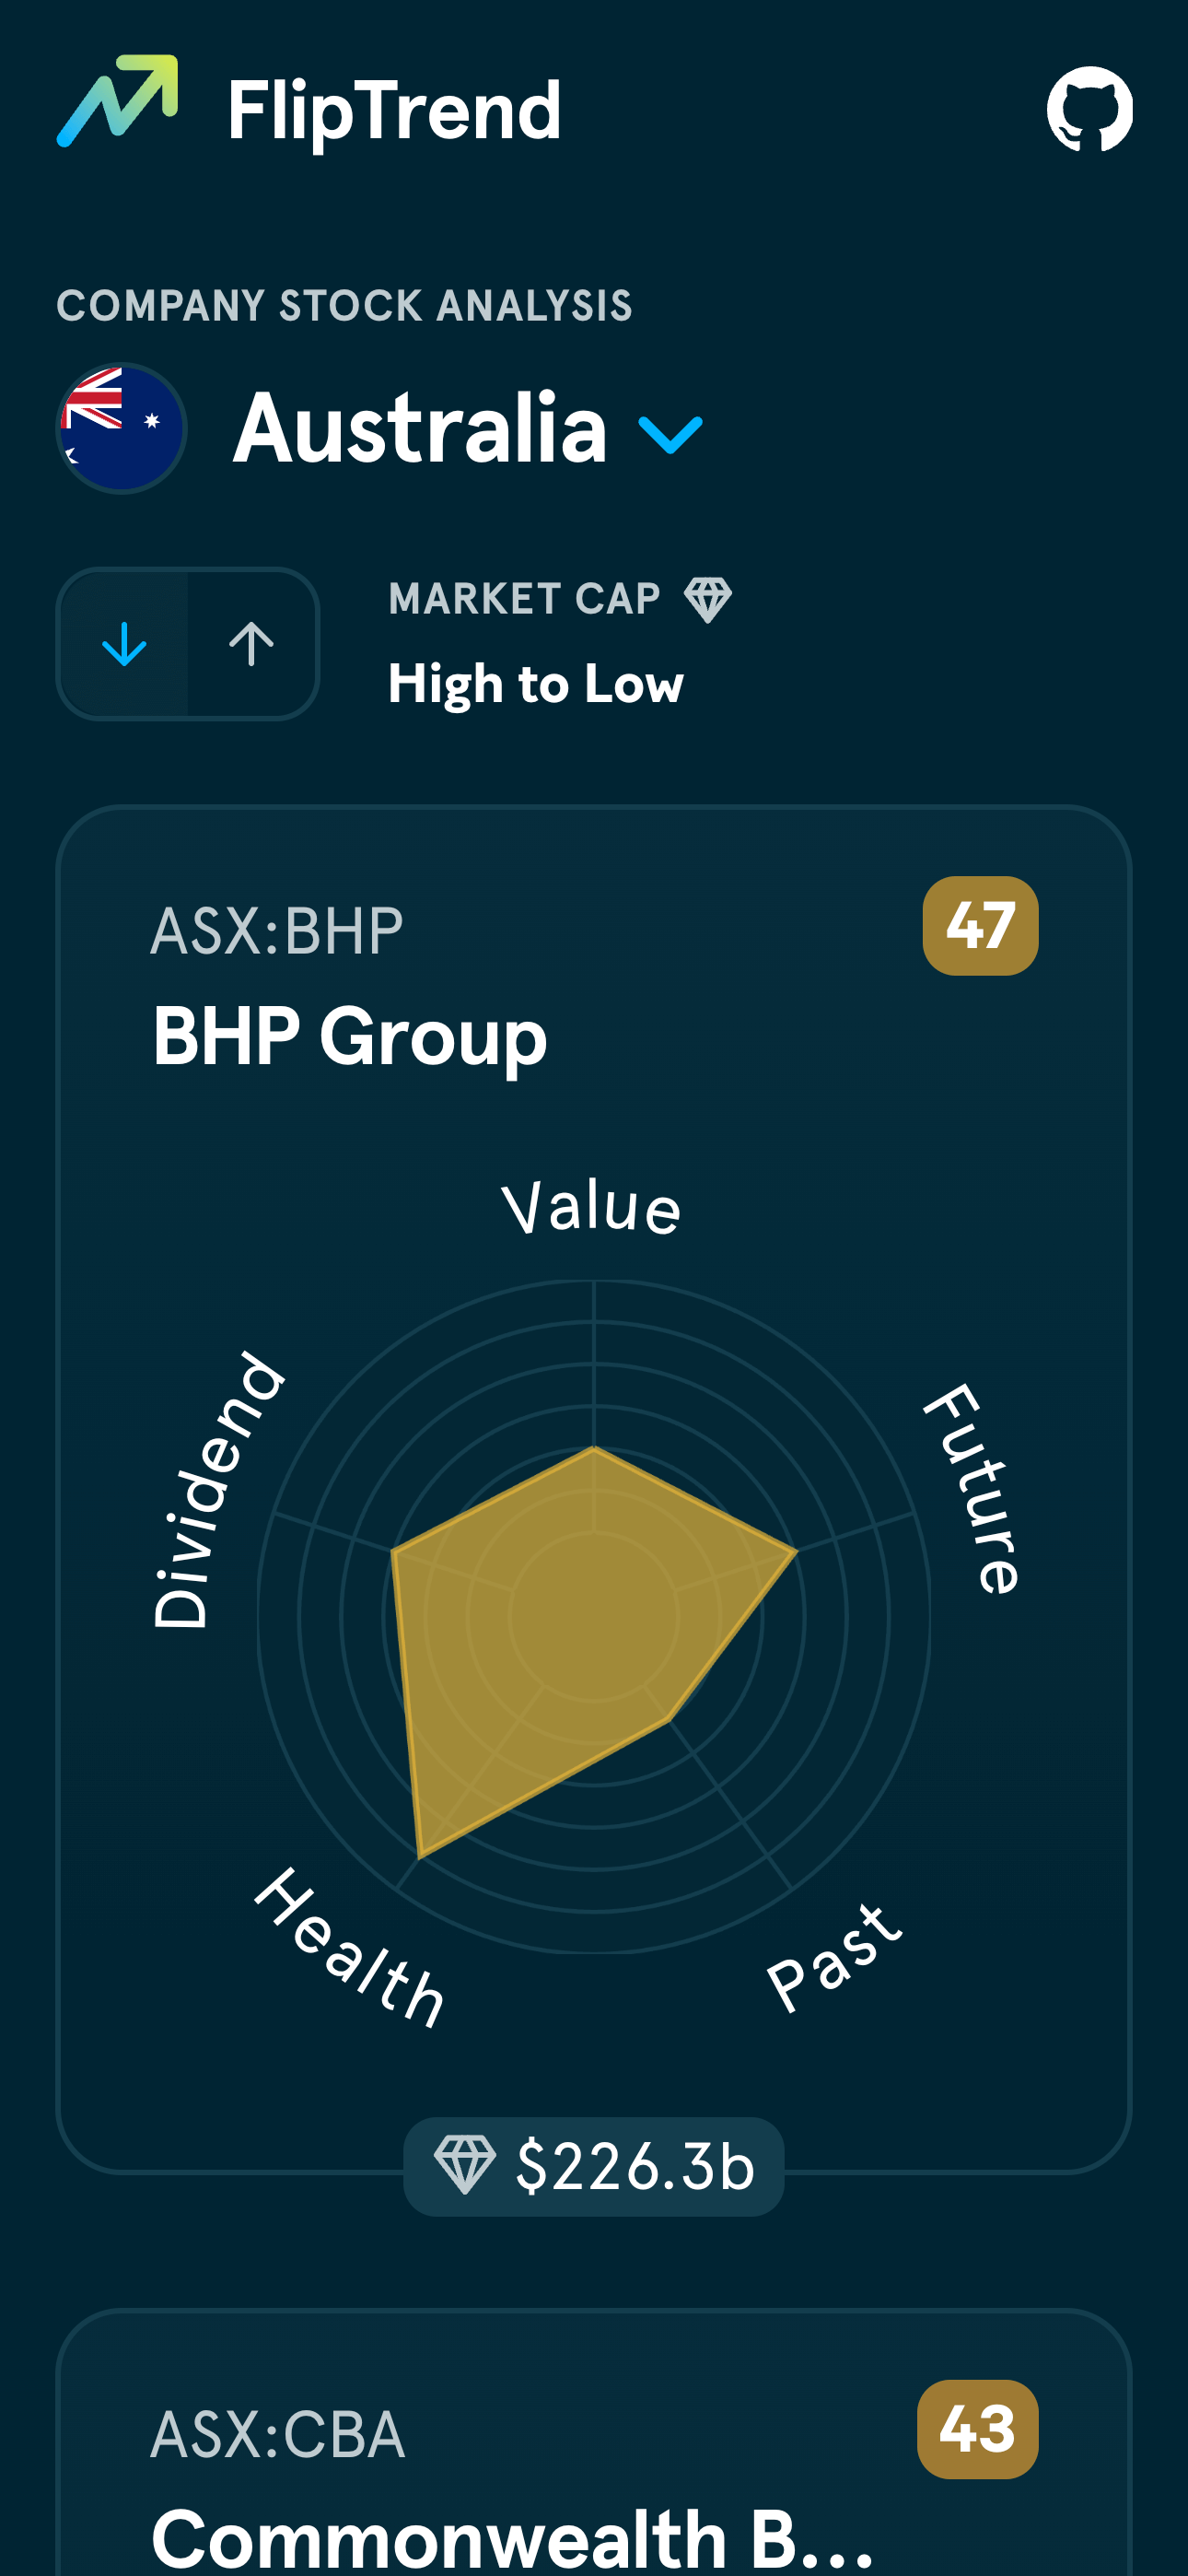 FlipTrend
COMPANY STOCK ANALYSIS
Australia
MARKET CAP
High to Low
ASX:BHP
47
BHP Group
Value
Future
Dividend
Health
Past
$226.3b
ASX:CBA
43
Commonwealth B...